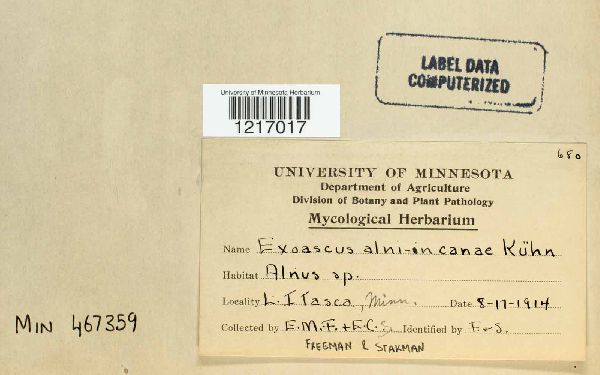 LABEL DATA
COMPUTERIZED
University of Minnesota Herbarium
1217017
680
UNIVERSITY OF MINNESOTA
Department of Agriculture
Division of Botany and Plant Pathology
Mycological Herbarium
Name Exoascus alni-incanae Kühn
Habitat Alnus sp.
Locality L. Itasca, Minn. Date 8-17-1914
Collected by E.M.F. + E.C.S. Identified by F. & S.
FREEMAN & STAKMAN
MIN 467359